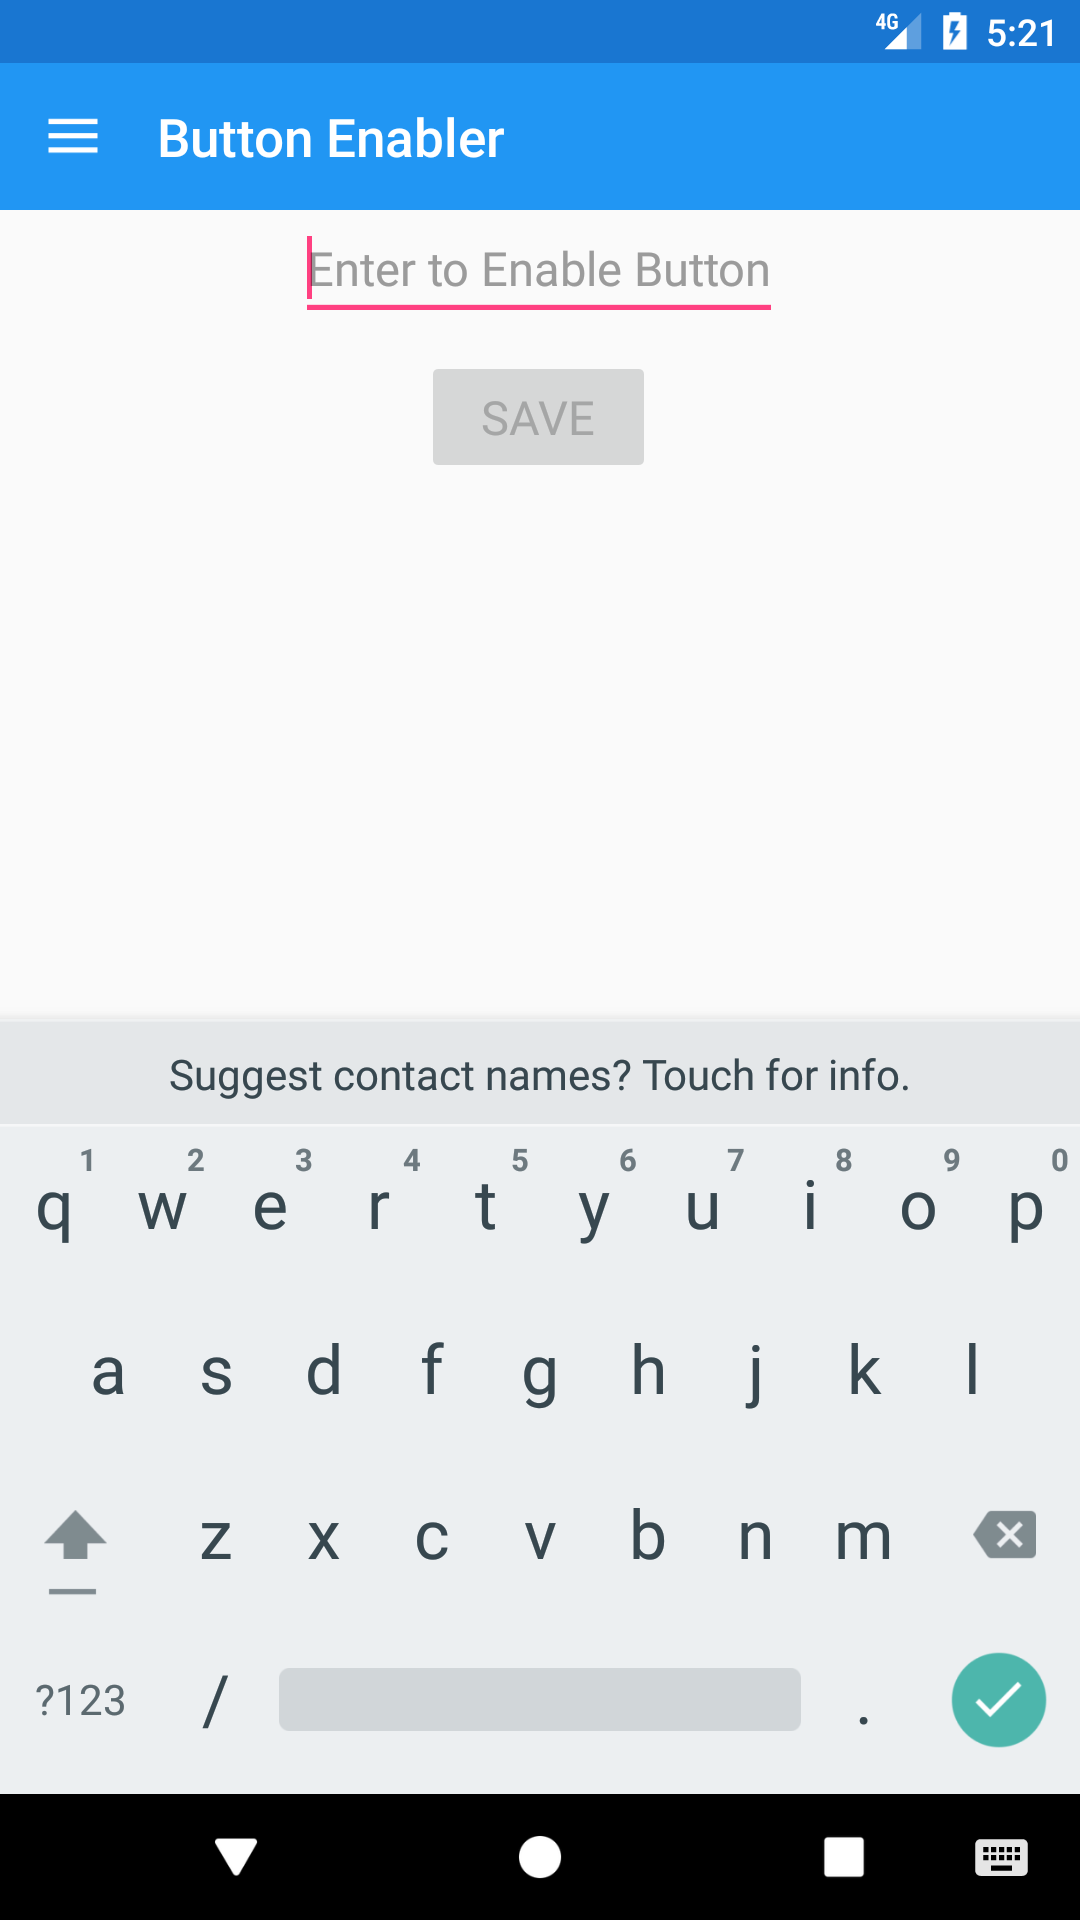 4G 5:21
Button Enabler
Enter to Enable Button
SAVE
Suggest contact names? Touch for info.
1 2 3 4 5 6 7 8 9 0
q w e r t y u i o p
a s d f g h j k l
z x c v b n m
?123 / .